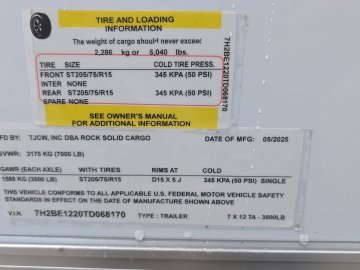 TIRE AND LOADING
INFORMATION
The weight of cargo should never exceed
2,286 kg or 5,040 lbs.
TIRE SIZE COLD TIRE PRESS.
FRONT ST205/75/R15 345 KPA (50 PSI)
INTER NONE
REAR ST205/75/R15 345 KPA (50 PSI)
SPARE NONE
7H2BE1220TD068170
SEE OWNER'S MANUAL
FOR ADDITIONAL INFORMATION
MFD BY: TJCW, INC DBA ROCK SOLID CARGO DATE OF MFG: 05/2025
GVWR: 3175 KG (7000 LB)
GAWR (EACH AXLE) WITH TIRES RIMS AT COLD
1588 KG (3500 LB) ST205/75/R15 D15 X 5 J 345 KPA (50 PSI) SINGLE
THIS VEHICLE CONFORMS TO ALL APPLICABLE U.S. FEDERAL MOTOR VEHICLE SAFETY
STANDARDS IN EFFECT ON THE DATE OF MANUFACTURE SHOWN ABOVE
V.I.N. 7H2BE1220TD068170 TYPE : TRAILER 7 X 12 TA - 3500LB